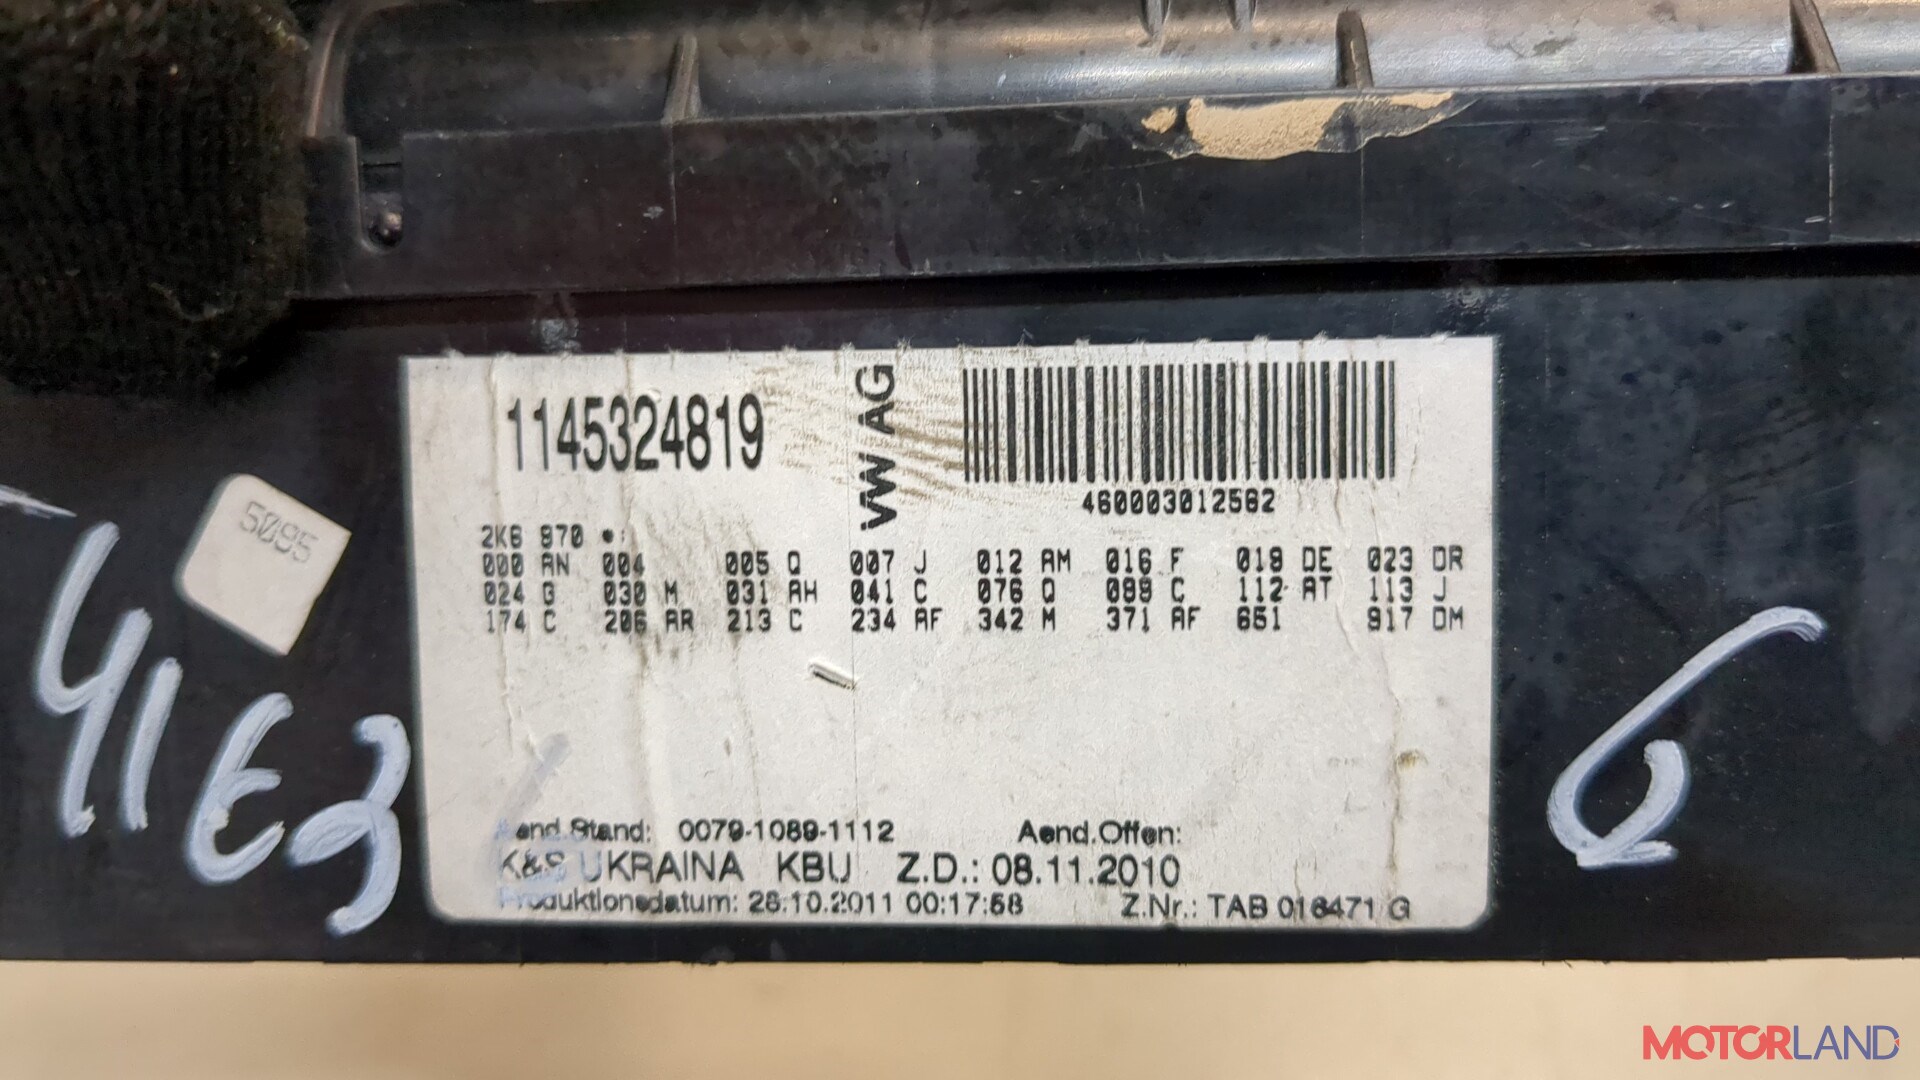 1145324819
VW AG
460003012562
2K6 970
000 AN 004 005 Q 007 J 012 AM 016 F 018 DE 023 DR
024 G 030 M 031 AH 041 C 076 Q 099 C 112 AT 113 J
174 C 206 AR 213 C 234 AF 342 M 371 AF 651 917 DM
Aend.Stand: 0079-1089-1112 Aend.Offen:
K&S UKRAINA KBU Z.D.: 08.11.2010
Produktionsdatum: 28.10.2011 00:17:58 Z.Nr.: TAB 016471 G
5095
6
MOTORLAND